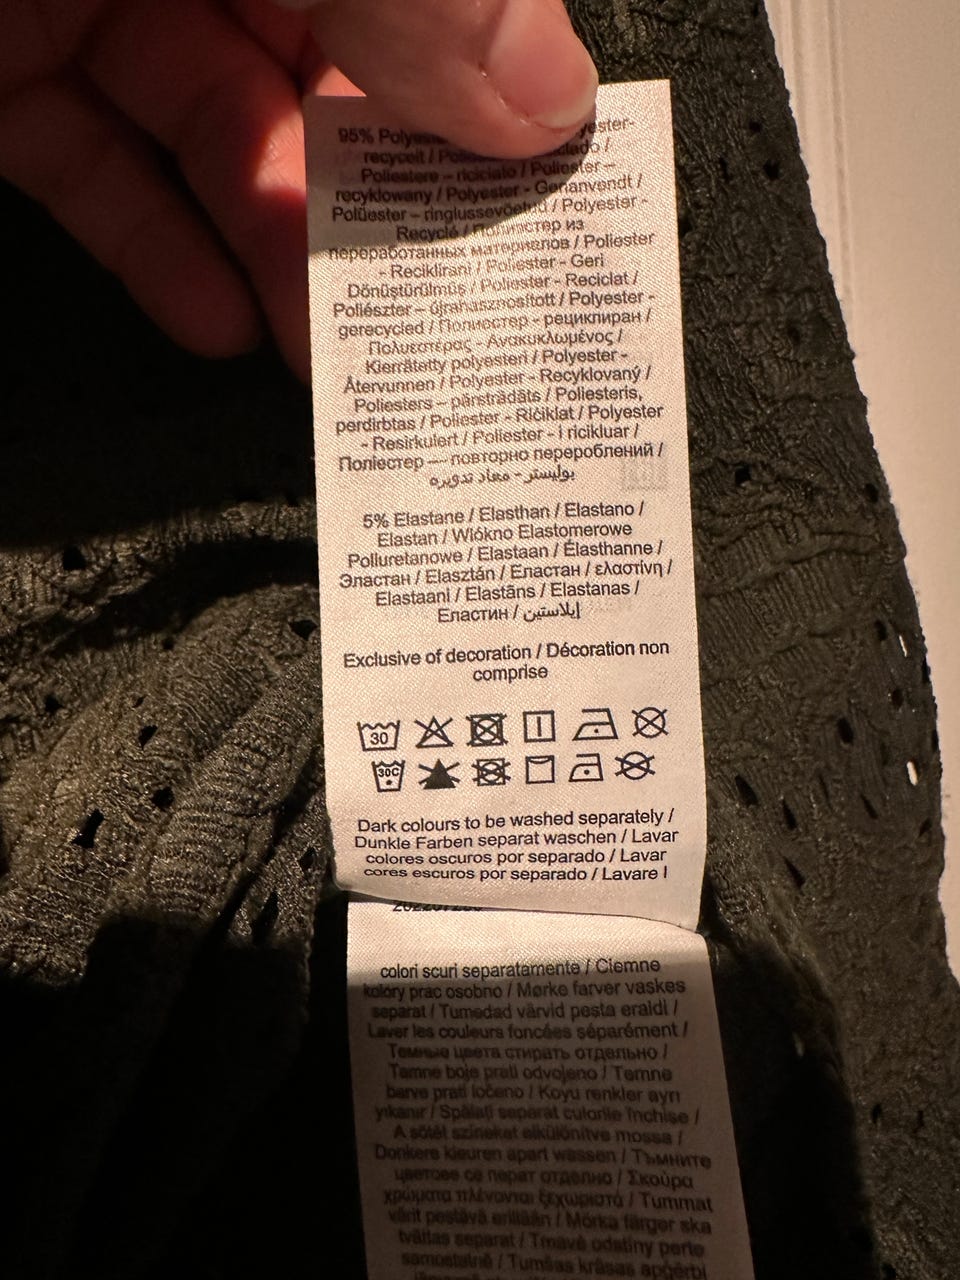 95%
recyceít /
Poliestere – riciclato / Poliester –
recyklowany / Polyester - Genanvendt /
Polüester – ringlussevõetud / Polyester -
Recyclé / Полиэстер из
переработанных материалов / Poliester
- Reciklirani / Poliester - Geri
Dönüştürülmüş / Poliester - Reciclat /
Poliészter – újrahasznosított / Polyester -
gerecycled / Полиестер - рециклиран /
Πολυεστέρας - Ανακυκλωμένος /
Kierrätetty polyesteri / Polyester -
Återvunnen / Polyester - Recyklovaný /
Poliesters – pārstrādāts / Poliesteris,
perdirbtas / Poliester - Ričiklat / Polyester
- Resirkulert / Poliester - i ricikluar /
Поліестер — повторно перероблений /
بوليستر - معاد تدويره
5% Elastane / Elasthan / Elastano /
Elastan / Włókno Elastomerowe
Poliuretanowe / Elastaan / Élasthanne /
Эластан / Elasztán / Еластан / ελαστίνη /
Elastaani / Elastāns / Elastanas /
Еластин / إيلاستين
Exclusive of decoration / Décoration non
comprise
30
30C
Dark colours to be washed separately /
Dunkle Farben separat waschen / Lavar
colores oscuros por separado / Lavar
cores escuros por separado / Lavare I
colori scuri separatamente / Ciemne
kolory prac osobno / Mørke farver vaskes
separat / Tumedad värvid pesta eraldi /
Laver les couleurs foncées séparément /
Темные цвета стирать отдельно /
Tamne boje prati odvojeno / Temne
barve prati ločeno / Koyu renkler ayrı
yıkanır / Spălați separat culorile închise /
A sötét színeket elkülönítve mossa /
Donkere kleuren apart wassen / Тъмните
цветове се перат отделно / Σκούρα
χρώματα πλένονται ξεχωριστά / Tummat
värit pestävä erillään / Mörka färger ska
tvättas separat / Tmavé odstíny perte
samostatně / Tumšas krāsas apģērbi